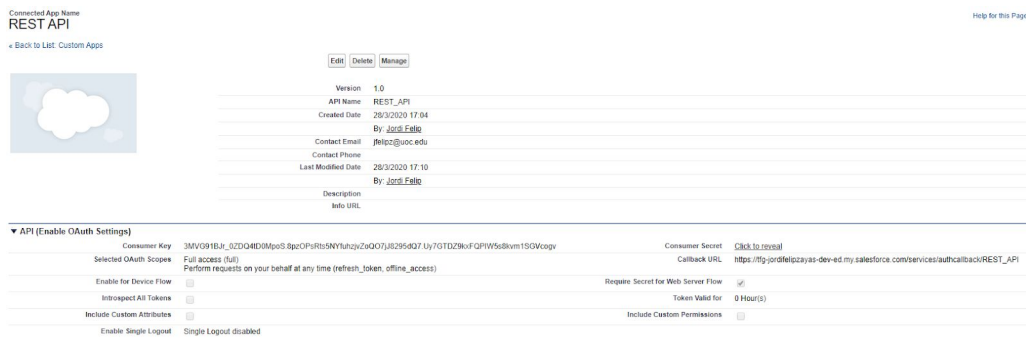 Connected App Name
REST API
Help for this Page
« Back to List: Custom Apps
Edit Delete Manage
Version 1.0
API Name REST_API
Created Date 28/3/2020 17:04
By: Jordi Felip
Contact Email jfelipz@uoc.edu
Contact Phone
Last Modified Date 28/3/2020 17:10
By: Jordi Felip
Description
Info URL
▼ API (Enable OAuth Settings)
Consumer Key 3MVG91BJr_0ZDQ4tD0MpoS.8pzOPsRts5NYfuhzjvZoQO7jJ8295dQ7.Uy7GTDZ9kxFQPIW5s8kvm1SGVcogv Consumer Secret Click to reveal
Selected OAuth Scopes Full access (full) Callback URL https://tfg-jordifelipzayas-dev-ed.my.salesforce.com/services/authcallback/REST_API
Perform requests on your behalf at any time (refresh_token, offline_access)
Enable for Device Flow Require Secret for Web Server Flow
Introspect All Tokens Token Valid for 0 Hour(s)
Include Custom Attributes Include Custom Permissions
Enable Single Logout Single Logout disabled